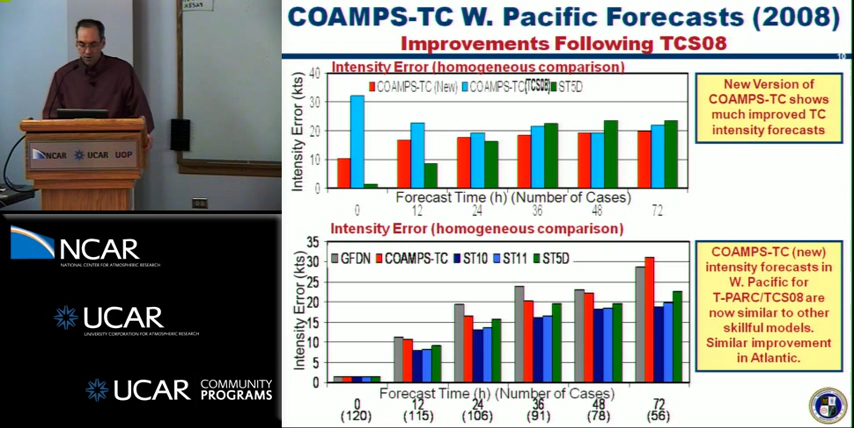 COAMPS-TC W. Pacific Forecasts (2008)
Improvements Following TCS08
10
Intensity Error (homogeneous comparison)
COAMPS-TC (New) COAMPS-TC(TCS08) ST5D
Intensity Error (kts)
40
30
20
10
0
Forecast Time (h) (Number of Cases)
0 12 24 36 48 72
New Version of
COAMPS-TC shows
much improved TC
intensity forecasts
Intensity Error (homogeneous comparison)
GFDN COAMPS-TC ST10 ST11 ST5D
Intensity Error (kts)
35
30
25
20
15
10
5
0
Forecast Time (h) (Number of Cases)
0 12 24 36 48 72
(120) (115) (106) (91) (78) (56)
COAMPS-TC (new)
intensity forecasts in
W. Pacific for
T-PARC/TCS08 are
now similar to other
skillful models.
Similar improvement
in Atlantic.
NCAR UCAR UOP
NCAR
NATIONAL CENTER FOR ATMOSPHERIC RESEARCH
UCAR
UNIVERSITY CORPORATION FOR ATMOSPHERIC RESEARCH
UCAR COMMUNITY
PROGRAMS